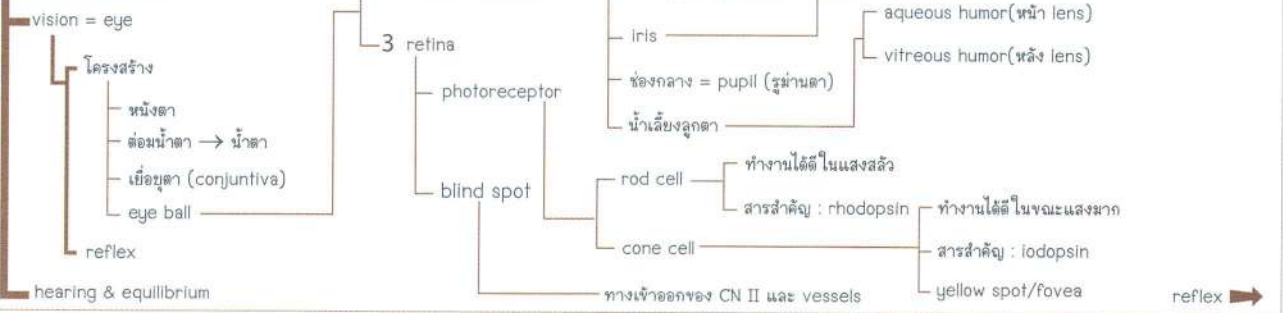 vision = eye
โครงสร้าง
หนังตา
ต่อมน้ำตา → น้ำตา
เยื่อบุตา (conjuntiva)
eye ball
reflex
hearing & equilibrium
3 retina
photoreceptor
blind spot
iris
ช่องกลาง = pupil (รูม่านตา)
น้ำเลี้ยงลูกตา
aqueous humor(หน้า lens)
vitreous humor(หลัง lens)
rod cell
ทำงานได้ดีในแสงสลัว
สารสำคัญ : rhodopsin
cone cell
ทำงานได้ดีในขณะแสงมาก
สารสำคัญ : iodopsin
yellow spot/fovea
ทางเข้าออกของ CN II และ vessels
reflex